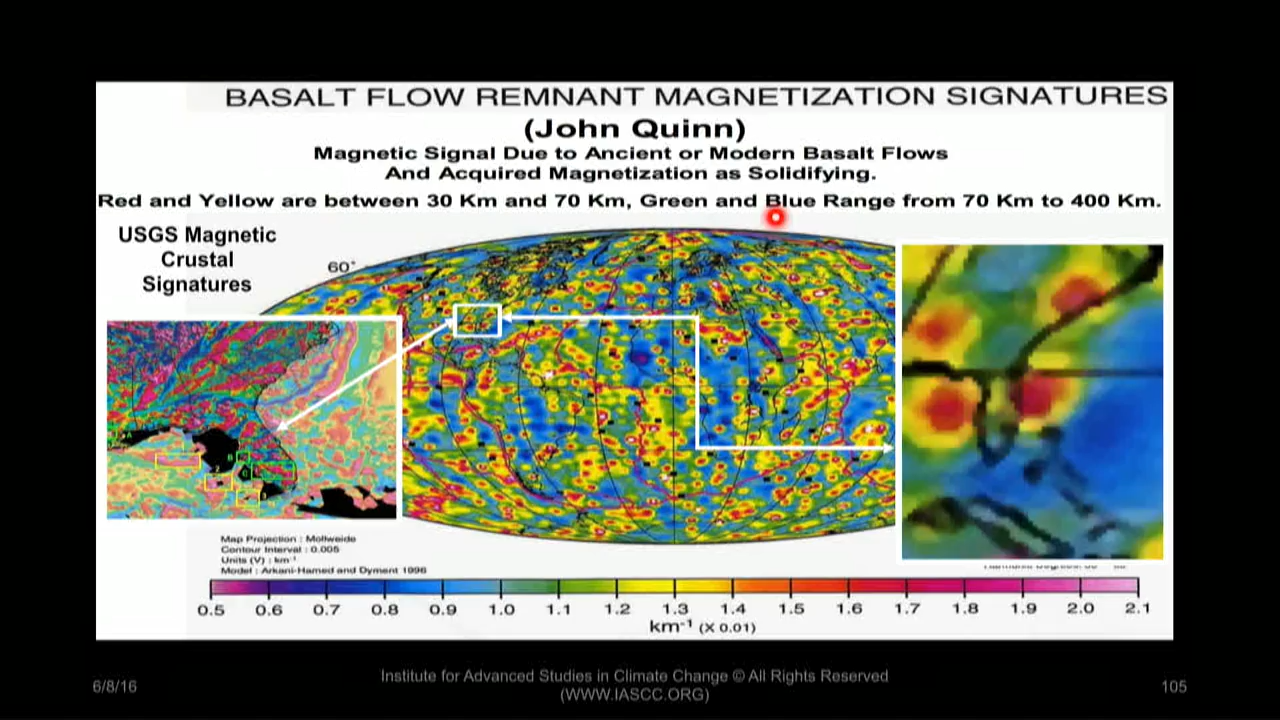 BASALT FLOW REMNANT MAGNETIZATION SIGNATURES
(John Quinn)
Magnetic Signal Due to Ancient or Modern Basalt Flows
And Acquired Magnetization as Solidifying.
Red and Yellow are between 30 Km and 70 Km, Green and Blue Range from 70 Km to 400 Km.
USGS Magnetic
Crustal
Signatures
60°
Map Projection : Mollweide
Contour Interval : 0.005
Units (V) : km⁻¹
Model : Arkani-Hamed and Dyment 1996
0.5 0.6 0.7 0.8 0.9 1.0 1.1 1.2 1.3 1.4 1.5 1.6 1.7 1.8 1.9 2.0 2.1
km⁻¹ (X 0.01)
6/8/16
Institute for Advanced Studies in Climate Change © All Rights Reserved
(WWW.IASCC.ORG)
105